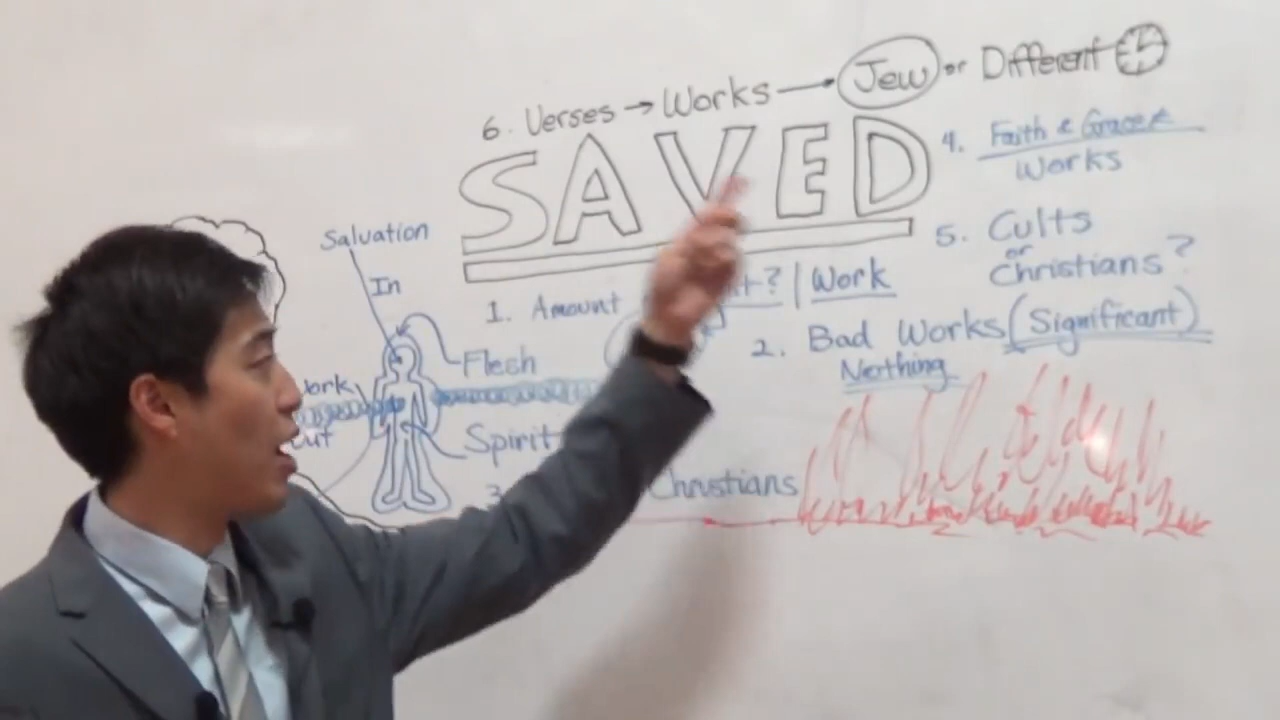 6. Verses → Works → Jew or Different
SAVED
Salvation
In
1. Amount
| Work
2. Bad Works (Significant)
Nothing
4. Faith & Grace
Works
5. Cults
or
Christians?
Flesh
Spirit
3
Christians